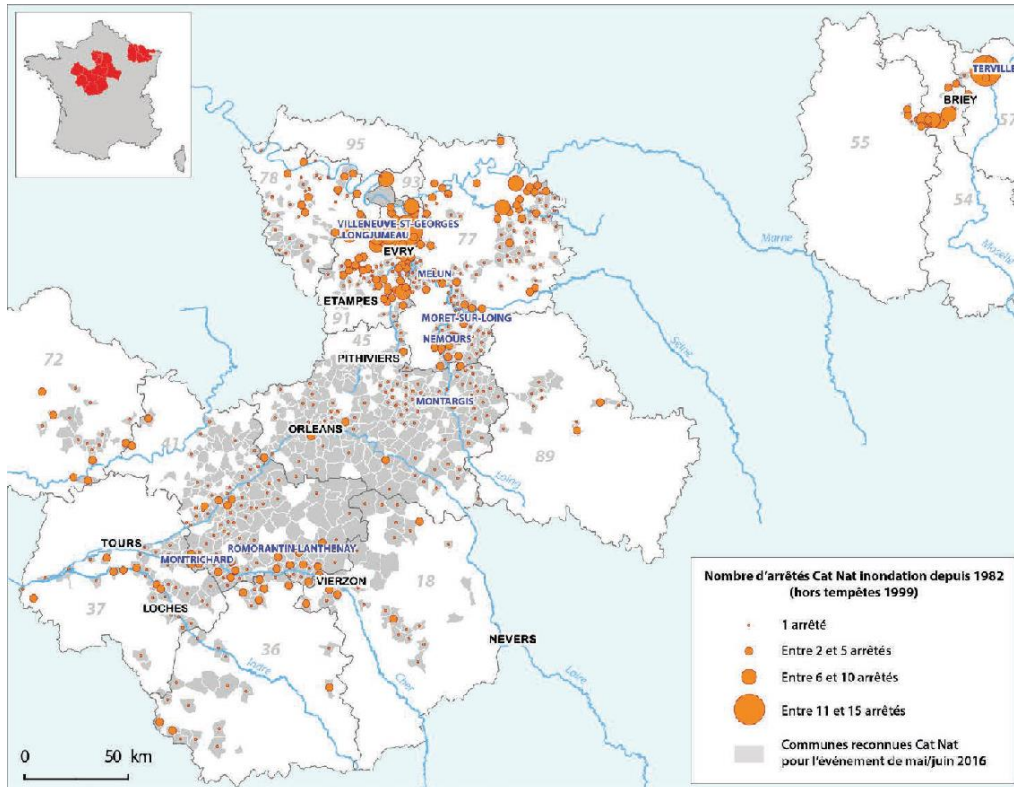 TERVILLE
BRIEY
57
55
54
Moselle
95
78
93
VILLENEUVE-ST-GEORGES
LONGJUMEAU
77
EVRY
Marne
MELUN
ETAMPES
91
MORET-SUR-LOING
45
NEMOURS
Seine
PITHIVIERS
72
MONTARGIS
ORLEANS
41
89
Loing
TOURS
ROMORANTIN-LANTHENAY
MONTRICHARD
VIERZON
18
LOCHES
37
NEVERS
36
Indre
Cher
Loire
0 50 km
Nombre d'arrêtés Cat Nat Inondation depuis 1982
(hors tempêtes 1999)
1 arrêté
Entre 2 et 5 arrêtés
Entre 6 et 10 arrêtés
Entre 11 et 15 arrêtés
Communes reconnues Cat Nat
pour l'événement de mai/juin 2016